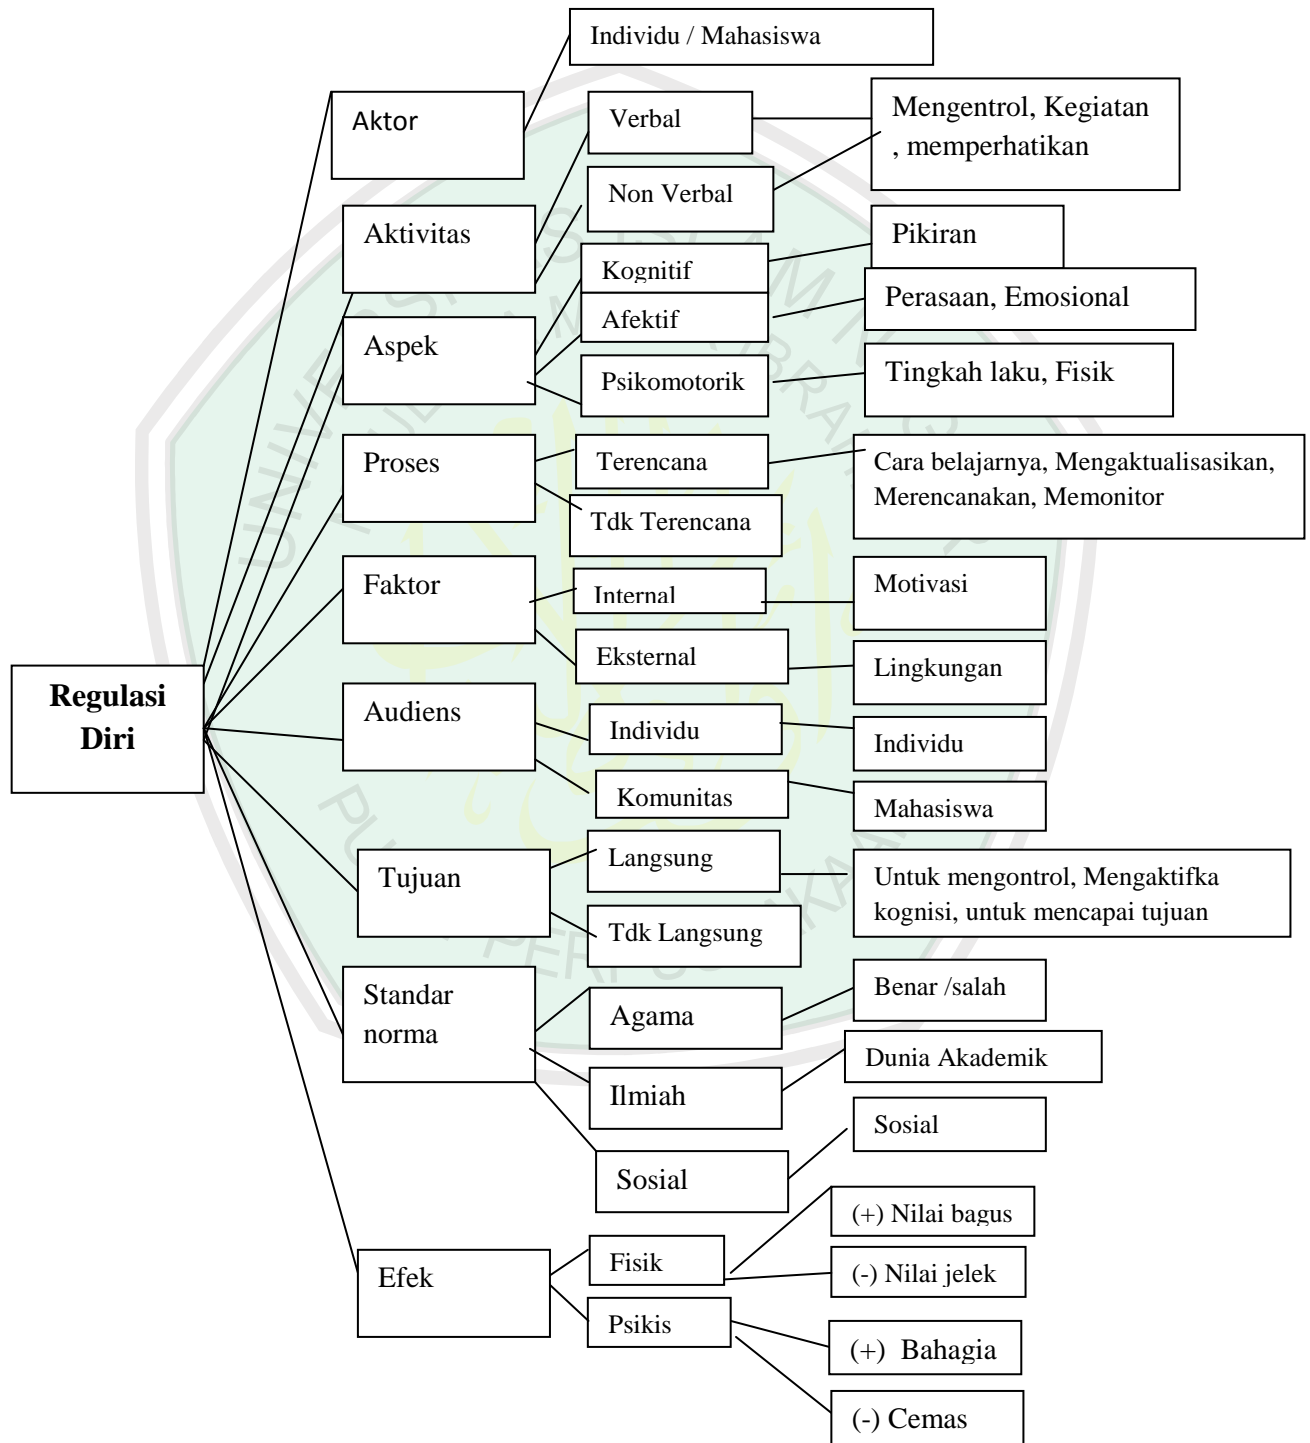 Individu / Mahasiswa
Aktor
Verbal
Mengentrol, Kegiatan
, memperhatikan
Non Verbal
Aktivitas
Pikiran
Kognitif
Perasaan, Emosional
Afektif
Aspek
Psikomotorik
Tingkah laku, Fisik
Proses
Terencana
Cara belajarnya, Mengaktualisasikan,
Merencanakan, Memonitor
Tdk Terencana
Faktor
Internal
Motivasi
Eksternal
Lingkungan
Regulasi
Diri
Audiens
Individu
Individu
Komunitas
Mahasiswa
Tujuan
Langsung
Untuk mengontrol, Mengaktifka
kognisi, untuk mencapai tujuan
Tdk Langsung
Standar
norma
Agama
Benar /salah
Ilmiah
Dunia Akademik
Sosial
Sosial
Efek
Fisik
(+) Nilai bagus
(-) Nilai jelek
Psikis
(+) Bahagia
(-) Cemas